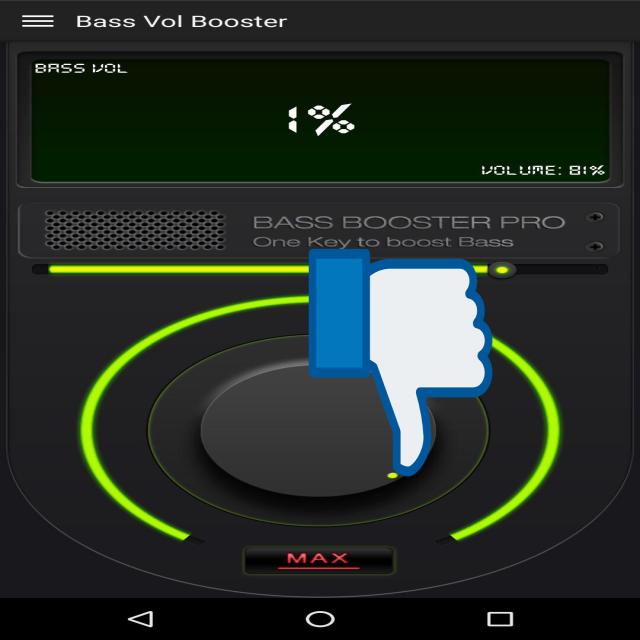 Bass Vol Booster
BASS VOL
1%
VOLUME: 81%
BASS BOOSTER PRO
One Key to boost Bass
MAX